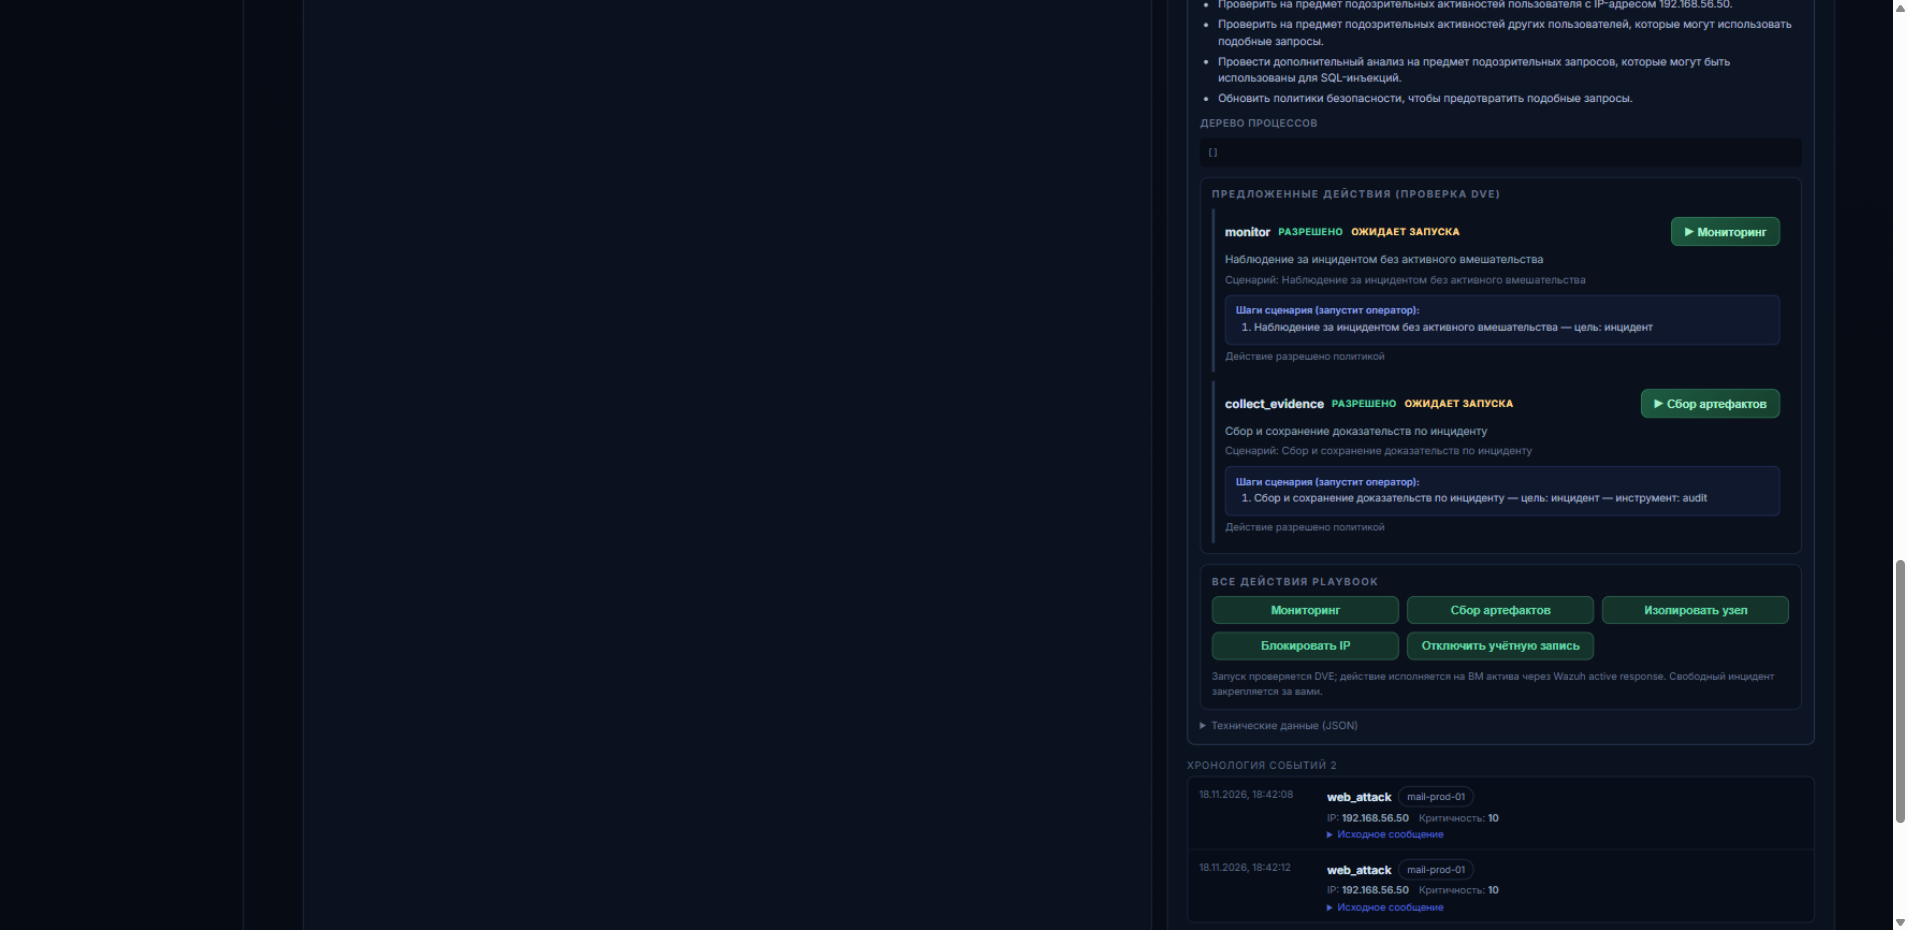 Проверить на предмет подозрительных активностей пользователя с IP-адресом 192.168.56.50.
Проверить на предмет подозрительных активностей других пользователей, которые могут использовать
подобные запросы.
Провести дополнительный анализ на предмет подозрительных запросов, которые могут быть
использованы для SQL-инъекций.
Обновить политики безопасности, чтобы предотвратить подобные запросы.
ДЕРЕВО ПРОЦЕССОВ
[]
ПРЕДЛОЖЕННЫЕ ДЕЙСТВИЯ (ПРОВЕРКА DVE)
monitor РАЗРЕШЕНО ОЖИДАЕТ ЗАПУСКА
▶ Мониторинг
Наблюдение за инцидентом без активного вмешательства
Сценарий: Наблюдение за инцидентом без активного вмешательства
Шаги сценария (запустит оператор):
1. Наблюдение за инцидентом без активного вмешательства — цель: инцидент
Действие разрешено политикой
collect_evidence РАЗРЕШЕНО ОЖИДАЕТ ЗАПУСКА
▶ Сбор артефактов
Сбор и сохранение доказательств по инциденту
Сценарий: Сбор и сохранение доказательств по инциденту
Шаги сценария (запустит оператор):
1. Сбор и сохранение доказательств по инциденту — цель: инцидент — инструмент: audit
Действие разрешено политикой
ВСЕ ДЕЙСТВИЯ PLAYBOOK
Мониторинг Сбор артефактов Изолировать узел
Блокировать IP Отключить учётную запись
Запуск проверяется DVE; действие исполняется на ВМ актива через Wazuh active response. Свободный инцидент
закрепляется за вами.
▶ Технические данные (JSON)
ХРОНОЛОГИЯ СОБЫТИЙ 2
18.11.2026, 18:42:08 web_attack mail-prod-01
IP: 192.168.56.50 Критичность: 10
▶ Исходное сообщение
18.11.2026, 18:42:12 web_attack mail-prod-01
IP: 192.168.56.50 Критичность: 10
▶ Исходное сообщение